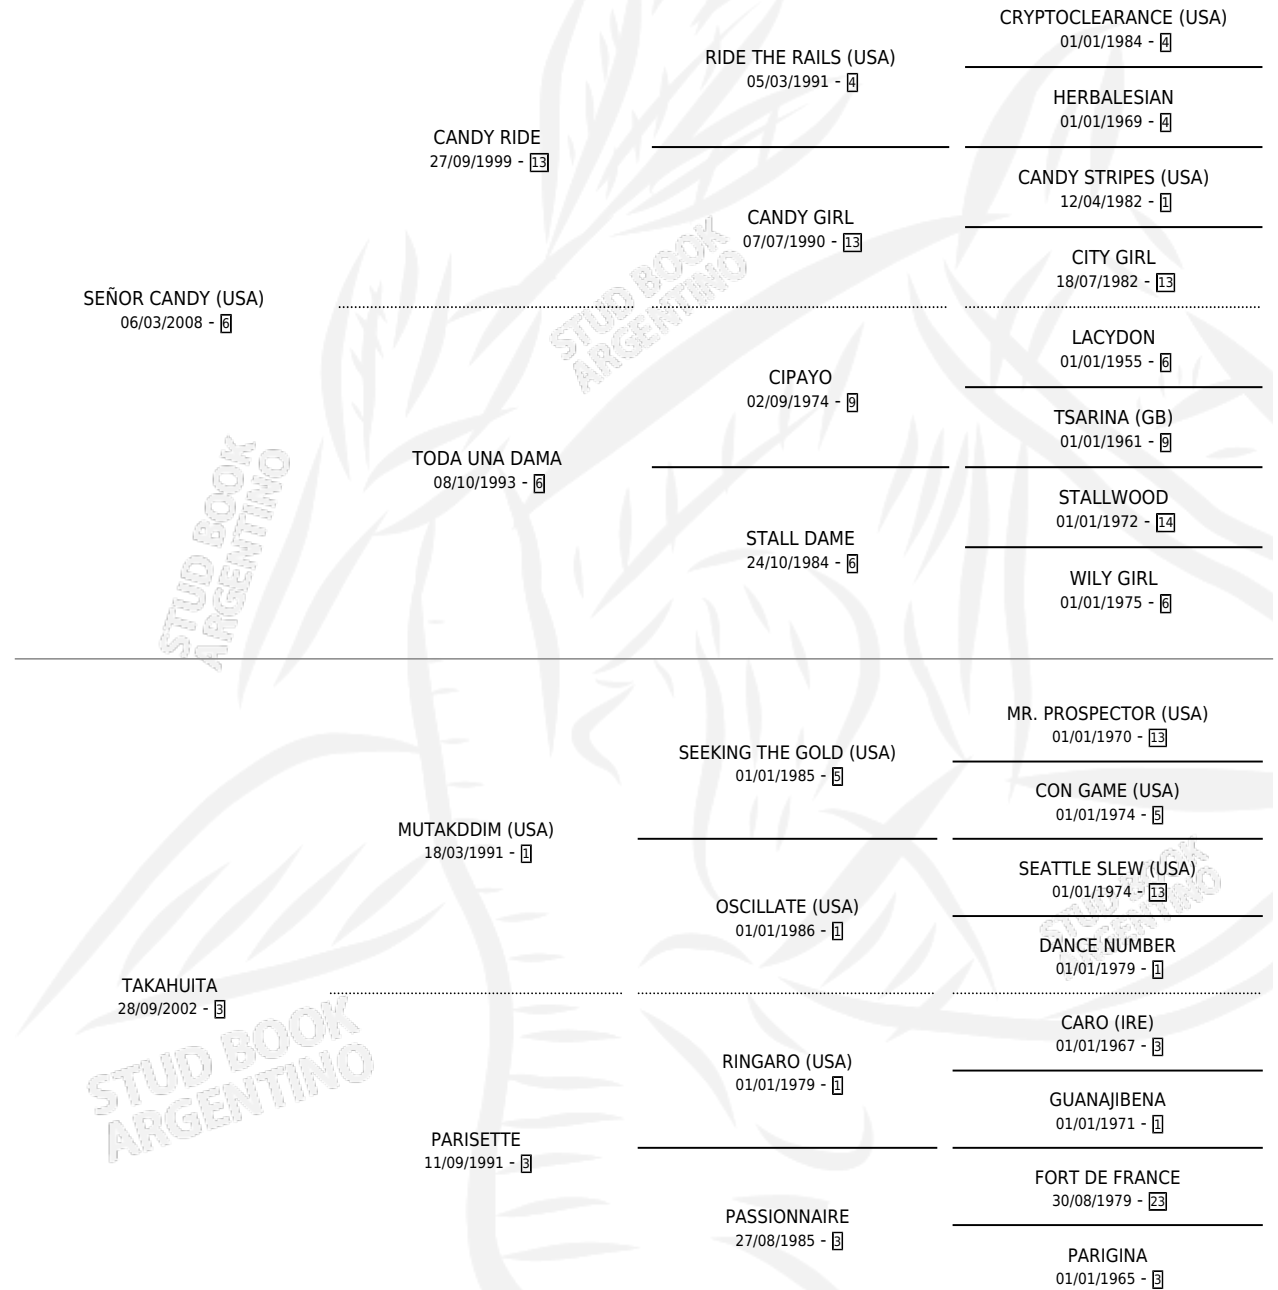 CRYPTOCLEARANCE (USA)
01/01/1984 - 4
RIDE THE RAILS (USA)
05/03/1991 - 4
HERBALESIAN
01/01/1969 - 4
CANDY RIDE
27/09/1999 - 13
CANDY STRIPES (USA)
12/04/1982 - 1
CANDY GIRL
07/07/1990 - 13
CITY GIRL
18/07/1982 - 13
SEÑOR CANDY (USA)
06/03/2008 - 6
LACYDON
01/01/1955 - 6
CIPAYO
02/09/1974 - 9
TSARINA (GB)
01/01/1961 - 9
TODA UNA DAMA
08/10/1993 - 6
STALLWOOD
01/01/1972 - 14
STALL DAME
24/10/1984 - 6
WILY GIRL
01/01/1975 - 6
STUD BOOK
ARGENTINO
STUD BOOK
ARGENTINO
MR. PROSPECTOR (USA)
01/01/1970 - 13
SEEKING THE GOLD (USA)
01/01/1985 - 5
CON GAME (USA)
01/01/1974 - 5
MUTAKDDIM (USA)
18/03/1991 - 1
SEATTLE SLEW (USA)
01/01/1974 - 13
OSCILLATE (USA)
01/01/1986 - 1
DANCE NUMBER
01/01/1979 - 1
STUD BOOK
ARGENTINO
TAKAHUITA
28/09/2002 - 3
CARO (IRE)
01/01/1967 - 3
RINGARO (USA)
01/01/1979 - 1
GUANAJIBENA
01/01/1971 - 1
PARISETTE
11/09/1991 - 3
FORT DE FRANCE
30/08/1979 - 23
PASSIONNAIRE
27/08/1985 - 3
PARIGINA
01/01/1965 - 3
STUD BOOK
ARGENTINO